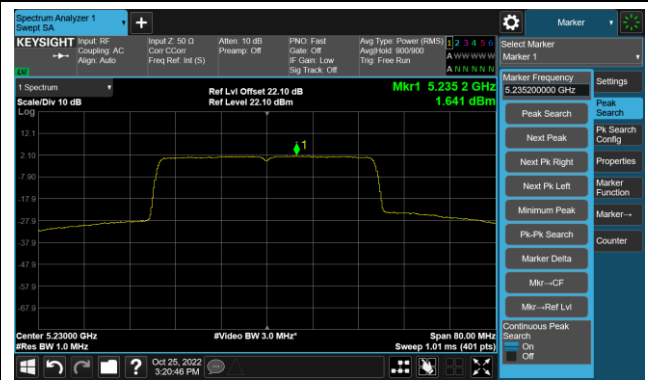 Spectrum Analyzer 1
Swept SA
+
Marker
KEYSIGHT
Input: RF
Coupling: AC
Align: Auto
Input Z: 50 Ω
Corr CCorr
Freq Ref: Int (S)
Atten: 10 dB
Preamp: Off
PNO: Fast
Gate: Off
IF Gain: Low
Sig Track: Off
Avg Type: Power (RMS)
Avg|Hold: 900/900
Trig: Free Run
1 2 3 4 5 6
A W W W W W
A N N N N N
LXI
Select Marker
Marker 1
1 Spectrum
Scale/Div 10 dB
Log
Ref Lvl Offset 22.10 dB
Ref Level 22.10 dBm
Mkr1 5.235 2 GHz
1.641 dBm
12.1
2.10
-7.90
-17.9
-27.9
-37.9
-47.9
-57.9
-67.9
1
Center 5.23000 GHz
#Res BW 1.0 MHz
#Video BW 3.0 MHz*
Span 80.00 MHz
Sweep 1.01 ms (401 pts)
Marker Frequency
5.235200000 GHz
Peak Search
Next Peak
Next Pk Right
Next Pk Left
Minimum Peak
Pk-Pk Search
Marker Delta
Mkr→CF
Mkr→Ref Lvl
Continuous Peak
Search
On
Off
Settings
Peak
Search
Pk Search
Config
Properties
Marker
Function
Marker→
Counter
?
Oct 25, 2022
3:20:46 PM